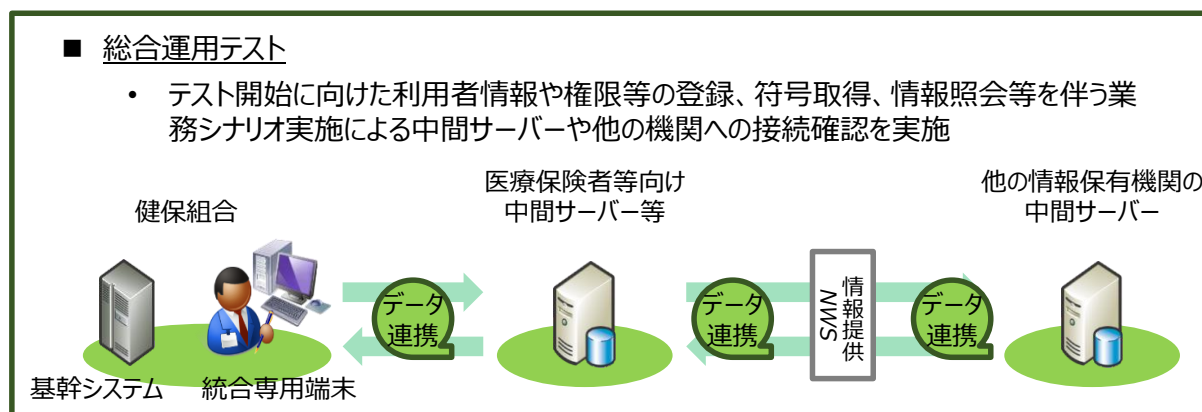 ■ 総合運用テスト
• テスト開始に向けた利用者情報や権限等の登録、符号取得、情報照会等を伴う業
務シナリオ実施による中間サーバーや他の機関への接続確認を実施
健保組合
医療保険者等向け
中間サーバー等
他の情報保有機関の
中間サーバー
データ
連携
データ
連携
情報提供
NWS
データ
連携
基幹システム
統合専用端末